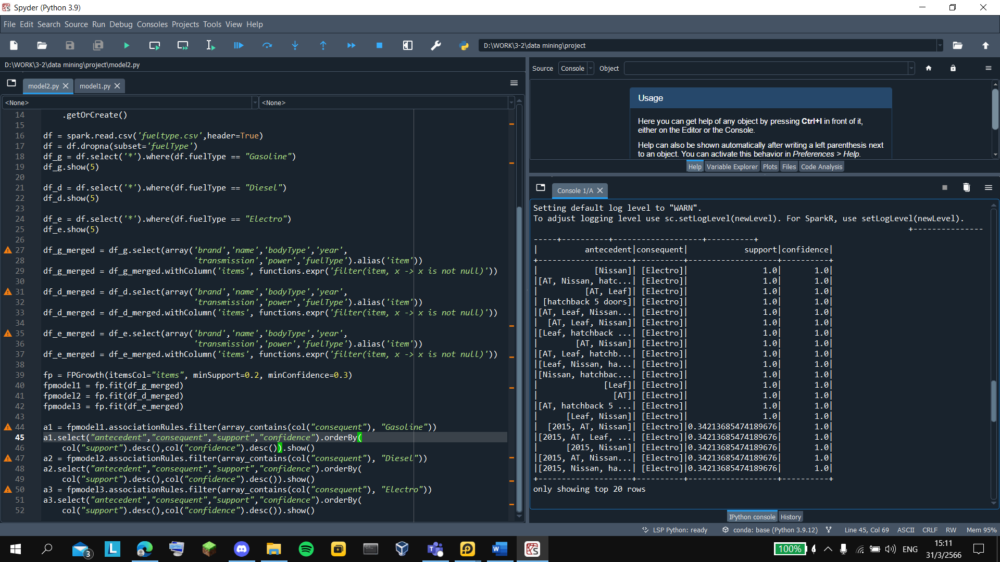 Spyder (Python 3.9)
File Edit Search Source Run Debug Consoles Projects Tools View Help
D:\WORK\3-2\data mining\project
D:\WORK\3-2\data mining\project\model2.py
model2.py
model1.py
<None>
<None>
14 .getOrCreate()
15
16 df = spark.read.csv('fueltype.csv',header=True)
17 df = df.dropna(subset='fuelType')
18 df_g = df.select('*').where(df.fuelType == "Gasoline")
19 df_g.show(5)
20
21 df_d = df.select('*').where(df.fuelType == "Diesel")
22 df_d.show(5)
23
24 df_e = df.select('*').where(df.fuelType == "Electro")
25 df_e.show(5)
26
27 df_g_merged = df_g.select(array('brand','name','bodyType','year',
28 'transmission','power','fuelType').alias('item'))
29 df_g_merged = df_g_merged.withColumn('items', functions.expr('filter(item, x -> x is not null)'))
30
31 df_d_merged = df_d.select(array('brand','name','bodyType','year',
32 'transmission','power','fuelType').alias('item'))
33 df_d_merged = df_d_merged.withColumn('items', functions.expr('filter(item, x -> x is not null)'))
34
35 df_e_merged = df_e.select(array('brand','name','bodyType','year',
36 'transmission','power','fuelType').alias('item'))
37 df_e_merged = df_e_merged.withColumn('items', functions.expr('filter(item, x -> x is not null)'))
38
39 fp = FPGrowth(itemsCol="items", minSupport=0.2, minConfidence=0.3)
40 fpmodel1 = fp.fit(df_g_merged)
41 fpmodel2 = fp.fit(df_d_merged)
42 fpmodel3 = fp.fit(df_e_merged)
43
44 a1 = fpmodel1.associationRules.filter(array_contains(col("consequent"), "Gasoline"))
45 a1.select("antecedent","consequent","support","confidence").orderBy(
46 col("support").desc(),col("confidence").desc()).show()
47 a2 = fpmodel2.associationRules.filter(array_contains(col("consequent"), "Diesel"))
48 a2.select("antecedent","consequent","support","confidence").orderBy(
49 col("support").desc(),col("confidence").desc()).show()
50 a3 = fpmodel3.associationRules.filter(array_contains(col("consequent"), "Electro"))
51 a3.select("antecedent","consequent","support","confidence").orderBy(
52 col("support").desc(),col("confidence").desc()).show()
Source Console Object
Usage
Here you can get help of any object by pressing Ctrl+I in front of it,
either on the Editor or the Console.
Help can also be shown automatically after writing a left parenthesis next
to an object. You can activate this behavior in Preferences > Help.
Help Variable Explorer Plots Files Code Analysis
Console 1/A
Setting default log level to "WARN".
To adjust logging level use sc.setLogLevel(newLevel). For SparkR, use setLogLevel(newLevel).
+---------------
-----+----------+-------------------+----------+
| antecedent|consequent| support|confidence|
+--------------------+----------+-------------------+----------+
| [Nissan]| [Electro]| 1.0| 1.0|
|[AT, Nissan, hatc...| [Electro]| 1.0| 1.0|
| [AT, Leaf]| [Electro]| 1.0| 1.0|
| [hatchback 5 doors]| [Electro]| 1.0| 1.0|
|[AT, Leaf, Nissan...| [Electro]| 1.0| 1.0|
| [AT, Leaf, Nissan]| [Electro]| 1.0| 1.0|
|[Leaf, hatchback ...| [Electro]| 1.0| 1.0|
| [AT, Nissan]| [Electro]| 1.0| 1.0|
|[AT, Leaf, hatchb...| [Electro]| 1.0| 1.0|
|[Leaf, Nissan, ha...| [Electro]| 1.0| 1.0|
|[Nissan, hatchbac...| [Electro]| 1.0| 1.0|
| [Leaf]| [Electro]| 1.0| 1.0|
| [AT]| [Electro]| 1.0| 1.0|
|[AT, hatchback 5 ...| [Electro]| 1.0| 1.0|
| [Leaf, Nissan]| [Electro]| 1.0| 1.0|
| [2015, AT, Nissan]| [Electro]|0.34213685474189676| 1.0|
|[2015, AT, Leaf, ...| [Electro]|0.34213685474189676| 1.0|
| [2015, Nissan]| [Electro]|0.34213685474189676| 1.0|
|[2015, AT, Nissan...| [Electro]|0.34213685474189676| 1.0|
|[2015, Nissan, ha...| [Electro]|0.34213685474189676| 1.0|
+--------------------+----------+-------------------+----------+
only showing top 20 rows
IPython console History
LSP Python: ready conda: base (Python 3.9.12) Line 45, Col 69 ASCII CRLF RW Mem 95%
3
L
T
W
100%
ENG
15:11
31/3/2566